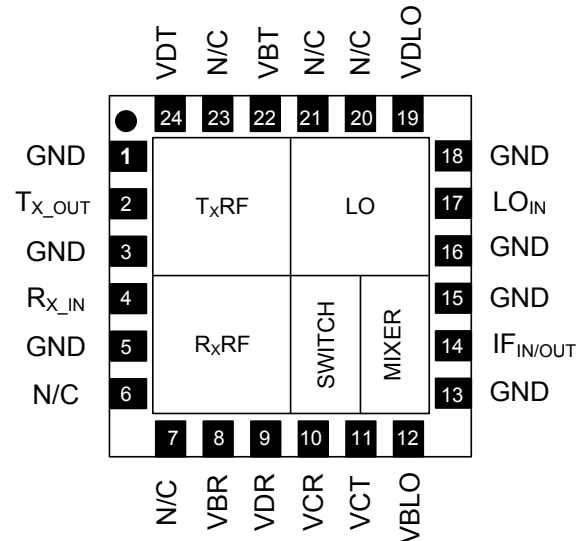 VDT
N/C
VBT
N/C
N/C
VDLO
24 23 22 21 20 19
GND 1
TX_OUT 2
GND 3
RX_IN 4
GND 5
N/C 6
TXRF
LO
RXRF
SWITCH
MIXER
18 GND
17 LOIN
16 GND
15 GND
14 IFIN/OUT
13 GND
7 8 9 10 11 12
N/C
VBR
VDR
VCR
VCT
VBLO